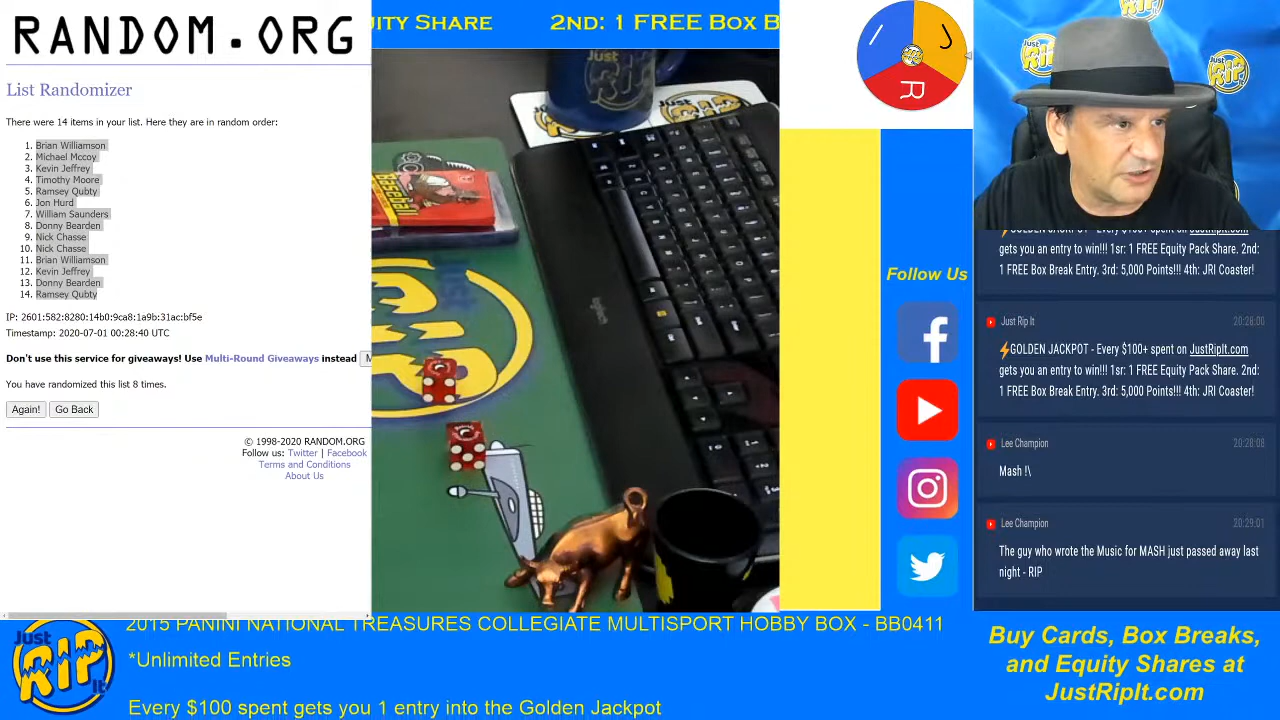 RANDOM.ORG
List Randomizer
There were 14 items in your list. Here they are in random order:
1. Brian Williamson
2. Michael Mccoy
3. Kevin Jeffrey
4. Timothy Moore
5. Ramsey Qubty
6. Jon Hurd
7. William Saunders
8. Donny Bearden
9. Nick Chasse
10. Nick Chasse
11. Brian Williamson
12. Kevin Jeffrey
13. Donny Bearden
14. Ramsey Qubty
IP: 2601:582:8280:14b0:9ca8:1a9b:31ac:bf5e
Timestamp: 2020-07-01 00:28:40 UTC
Don't use this service for giveaways! Use Multi-Round Giveaways instead
You have randomized this list 8 times.
Again! Go Back
© 1998-2020 RANDOM.ORG
Follow us: Twitter | Facebook
Terms and Conditions
About Us
ITY SHARE 2ND: 1 FREE BOX B
Just
RIP
Baseball
J
R
I
Follow Us
⚡GOLDEN JACKPOT - Every $100+ spent on JustRipIt.com
gets you an entry to win!!! 1sr: 1 FREE Equity Pack Share. 2nd:
1 FREE Box Break Entry. 3rd: 5,000 Points!!! 4th: JRI Coaster!
Just Rip It 20:28:00
⚡GOLDEN JACKPOT - Every $100+ spent on JustRipIt.com
gets you an entry to win!!! 1sr: 1 FREE Equity Pack Share. 2nd:
1 FREE Box Break Entry. 3rd: 5,000 Points!!! 4th: JRI Coaster!
Lee Champion 20:28:08
Mash !\
Lee Champion 20:29:01
The guy who wrote the Music for MASH just passed away last
night - RIP
Just
RIP
It
2015 PANINI NATIONAL TREASURES COLLEGIATE MULTISPORT HOBBY BOX - BB0411
*Unlimited Entries
Every $100 spent gets you 1 entry into the Golden Jackpot
Buy Cards, Box Breaks,
and Equity Shares at
JustRipIt.com